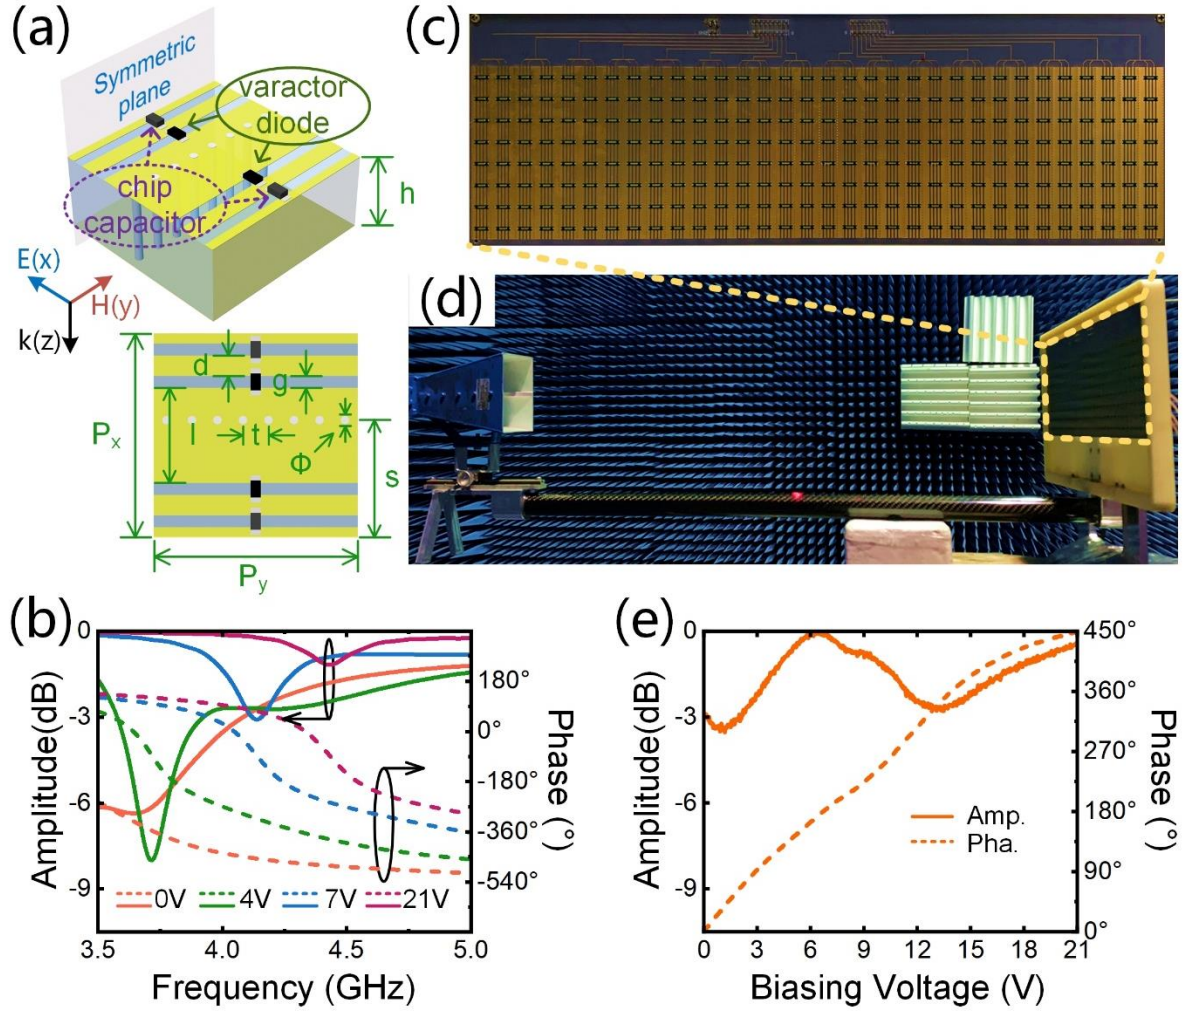 (a)
Symmetric
plane
varactor
diode
chip
capacitor
h
E(x)
H(y)
k(z)
d
g
Px
l
t
Φ
s
Py
(c)
(d)
(b)
0
-3
-6
-9
Amplitude(dB)
180°
0°
-180°
-360°
-540°
Phase (°)
0V 4V 7V 21V
3.5 4.0 4.5 5.0
Frequency (GHz)
(e)
0
-3
-6
-9
Amplitude(dB)
450°
360°
270°
180°
90°
0°
Phase (°)
Amp.
Pha.
0 3 6 9 12 15 18 21
Biasing Voltage (V)